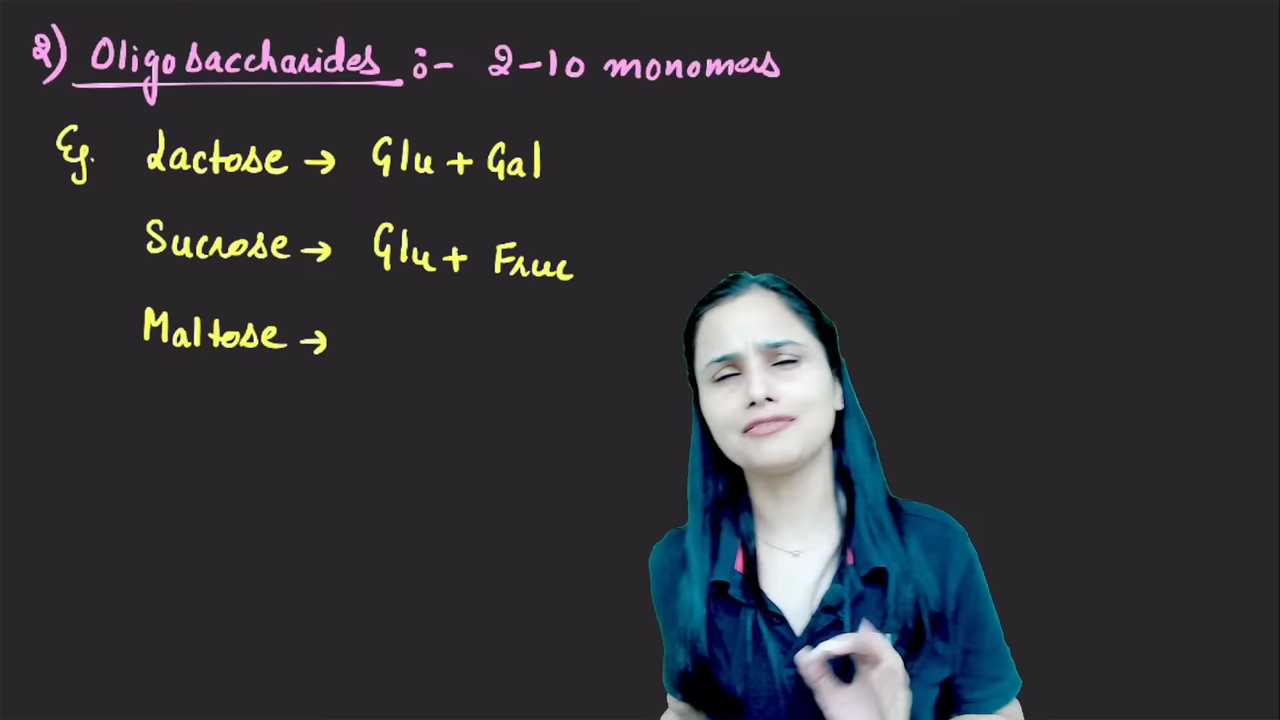 2) Oligosaccharides :- 2-10 monomers
Eg. Lactose → Glu + Gal
Sucrose → Glu + Fruc
Maltose →